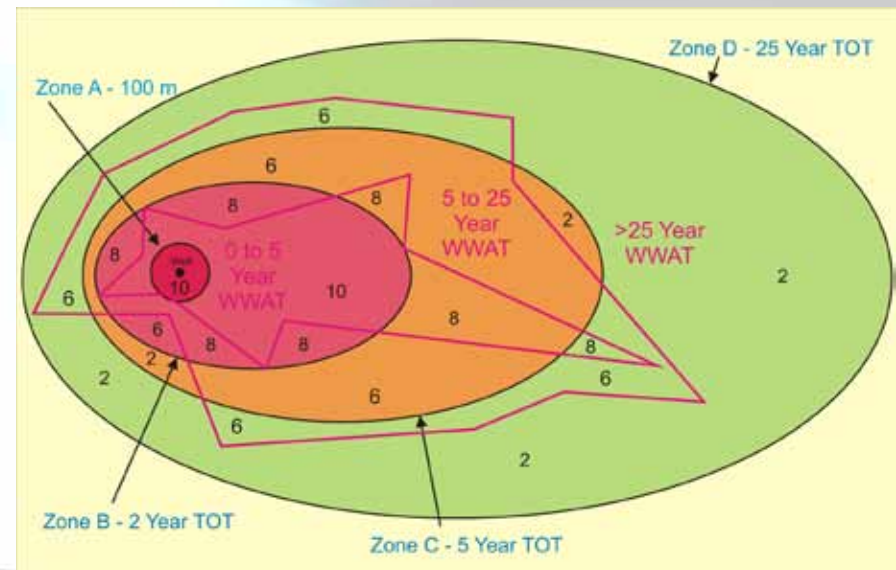 Zone D - 25 Year TOT
Zone A - 100 m
6
6
8
8
5 to 25
Year
WWAT
2
>25 Year
WWAT
8
0 to 5
Year
WWAT
Well
10
10
2
6
8
6
8
8
8
2
2
6
6
6
2
Zone B - 2 Year TOT
Zone C - 5 Year TOT